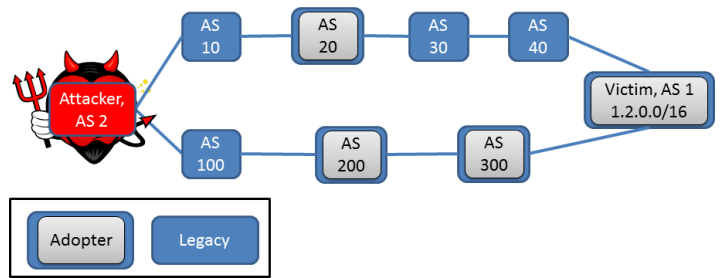 AS
10
AS
20
AS
30
AS
40
Attacker,
AS 2
Victim, AS 1
1.2.0.0/16
AS
100
AS
200
AS
300
Adopter
Legacy